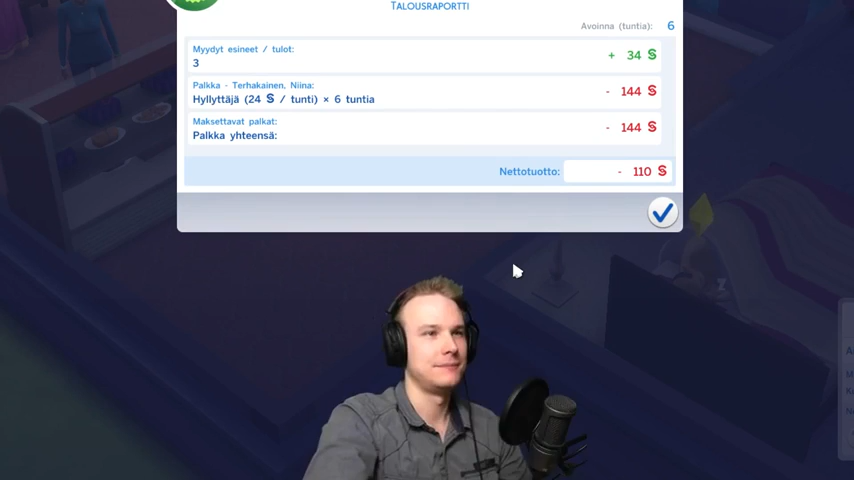 TALOUSRAPORTTI
Avoinna (tuntia): 6
Myydyt esineet / tulot:
3
+ 34 §
Palkka - Terhakainen, Niina:
Hyllyttäjä (24 § / tunti) × 6 tuntia
- 144 §
Maksettavat palkat:
Palkka yhteensä:
- 144 §
Nettotuotto: - 110 §